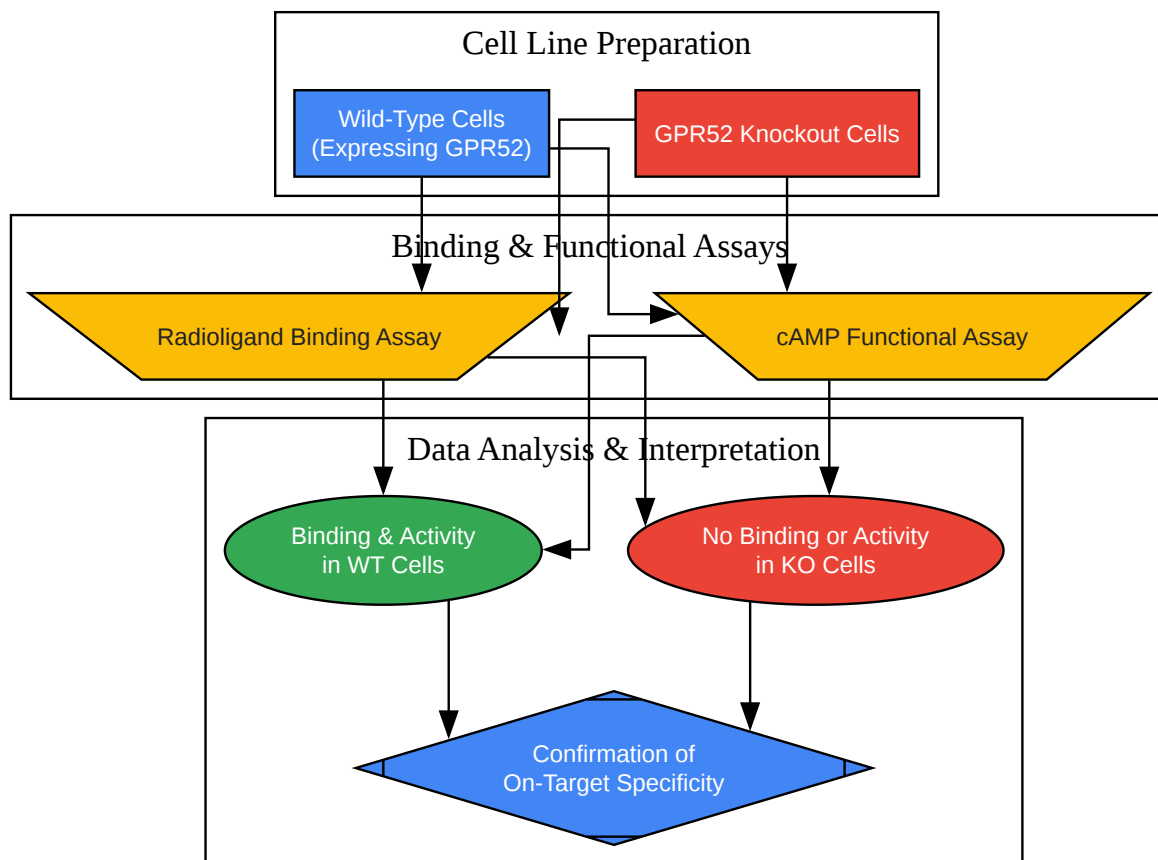 Cell Line Preparation
Wild-Type Cells
(Expressing GPR52)
GPR52 Knockout Cells
Binding & Functional Assays
Radioligand Binding Assay
cAMP Functional Assay
Data Analysis & Interpretation
Binding & Activity
in WT Cells
No Binding or Activity
in KO Cells
Confirmation of
On-Target Specificity